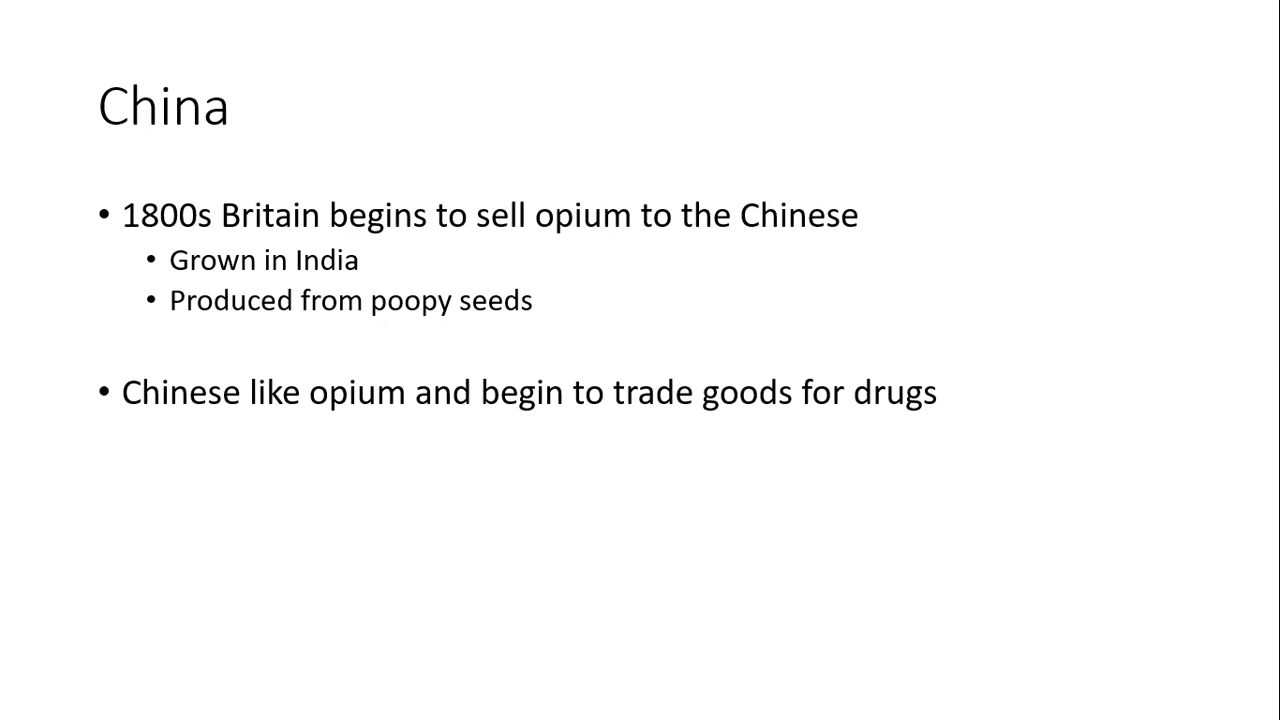 China
• 1800s Britain begins to sell opium to the Chinese
• Grown in India
• Produced from poopy seeds
• Chinese like opium and begin to trade goods for drugs